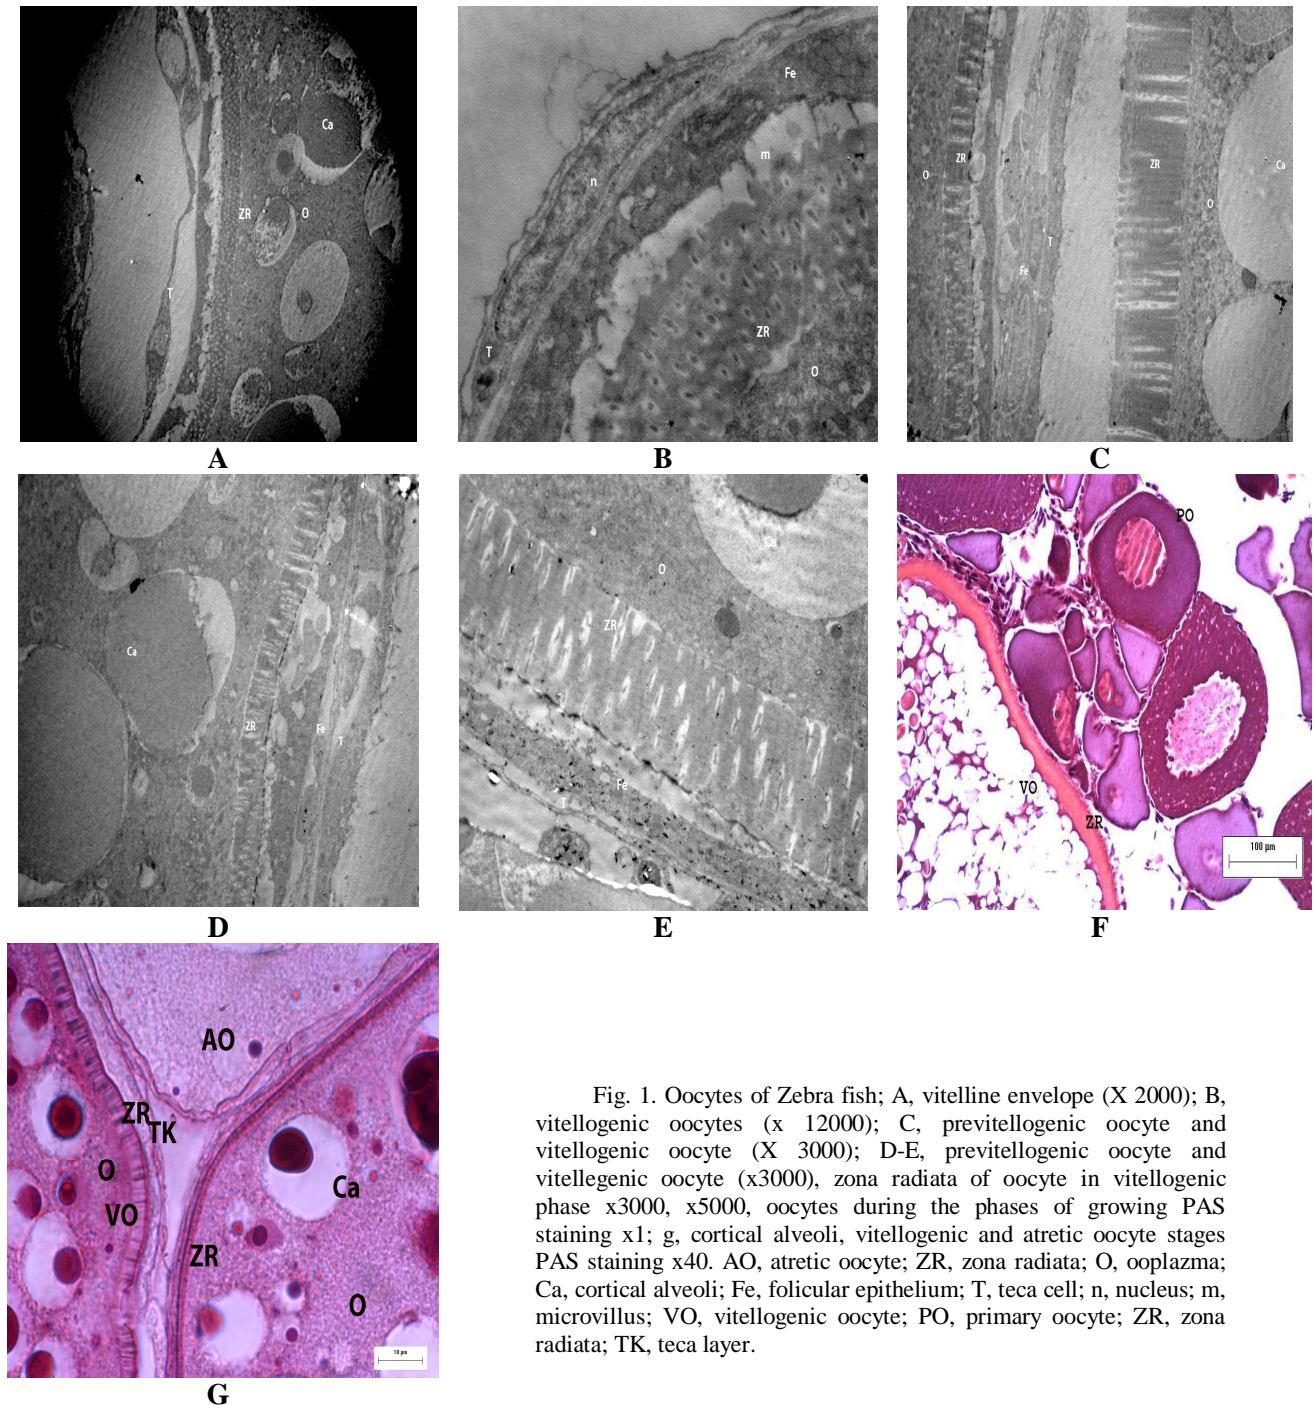 Ca
ZR
O
T
A
Fe
m
n
ZR
T
O
B
ZR
ZR
Ca
O
O
T
Fe
C
Ca
ZR
Fe
T
D
Ca
O
ZR
Fe
T
E
PO
VO
ZR
100 µm
F
AO
ZR
TK
O
Ca
VO
ZR
O
10 µm
G
Fig. 1. Oocytes of Zebra fish; A, vitelline envelope (X 2000); B,
vitellogenic oocytes (x 12000); C, previtellogenic oocyte and
vitellogenic oocyte (X 3000); D-E, previtellogenic oocyte and
vitellegenic oocyte (x3000), zona radiata of oocyte in vitellogenic
phase x3000, x5000, oocytes during the phases of growing PAS
staining x1; g, cortical alveoli, vitellogenic and atretic oocyte stages
PAS staining x40. AO, atretic oocyte; ZR, zona radiata; O, ooplazma;
Ca, cortical alveoli; Fe, folicular epithelium; T, teca cell; n, nucleus; m,
microvillus; VO, vitellogenic oocyte; PO, primary oocyte; ZR, zona
radiata; TK, teca layer.